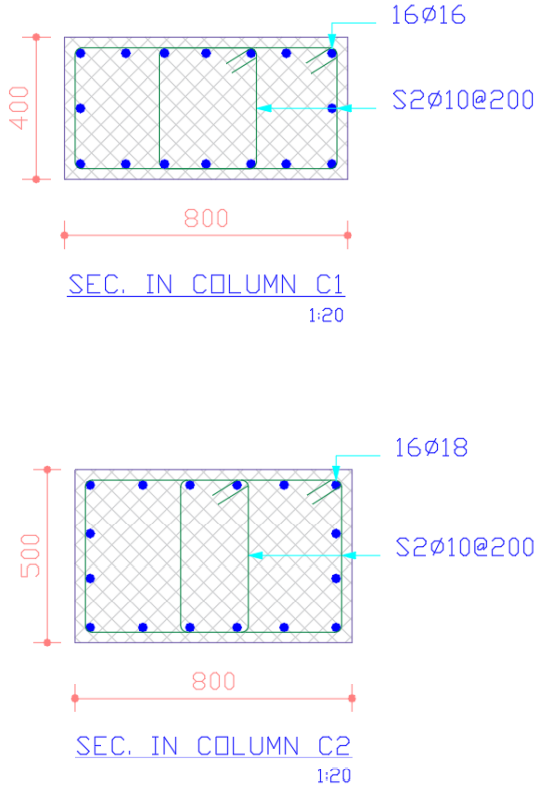 16Ø16
400
S2Ø10@200
800
SEC. IN COLUMN C1
1:20
16Ø18
500
S2Ø10@200
800
SEC. IN COLUMN C2
1:20